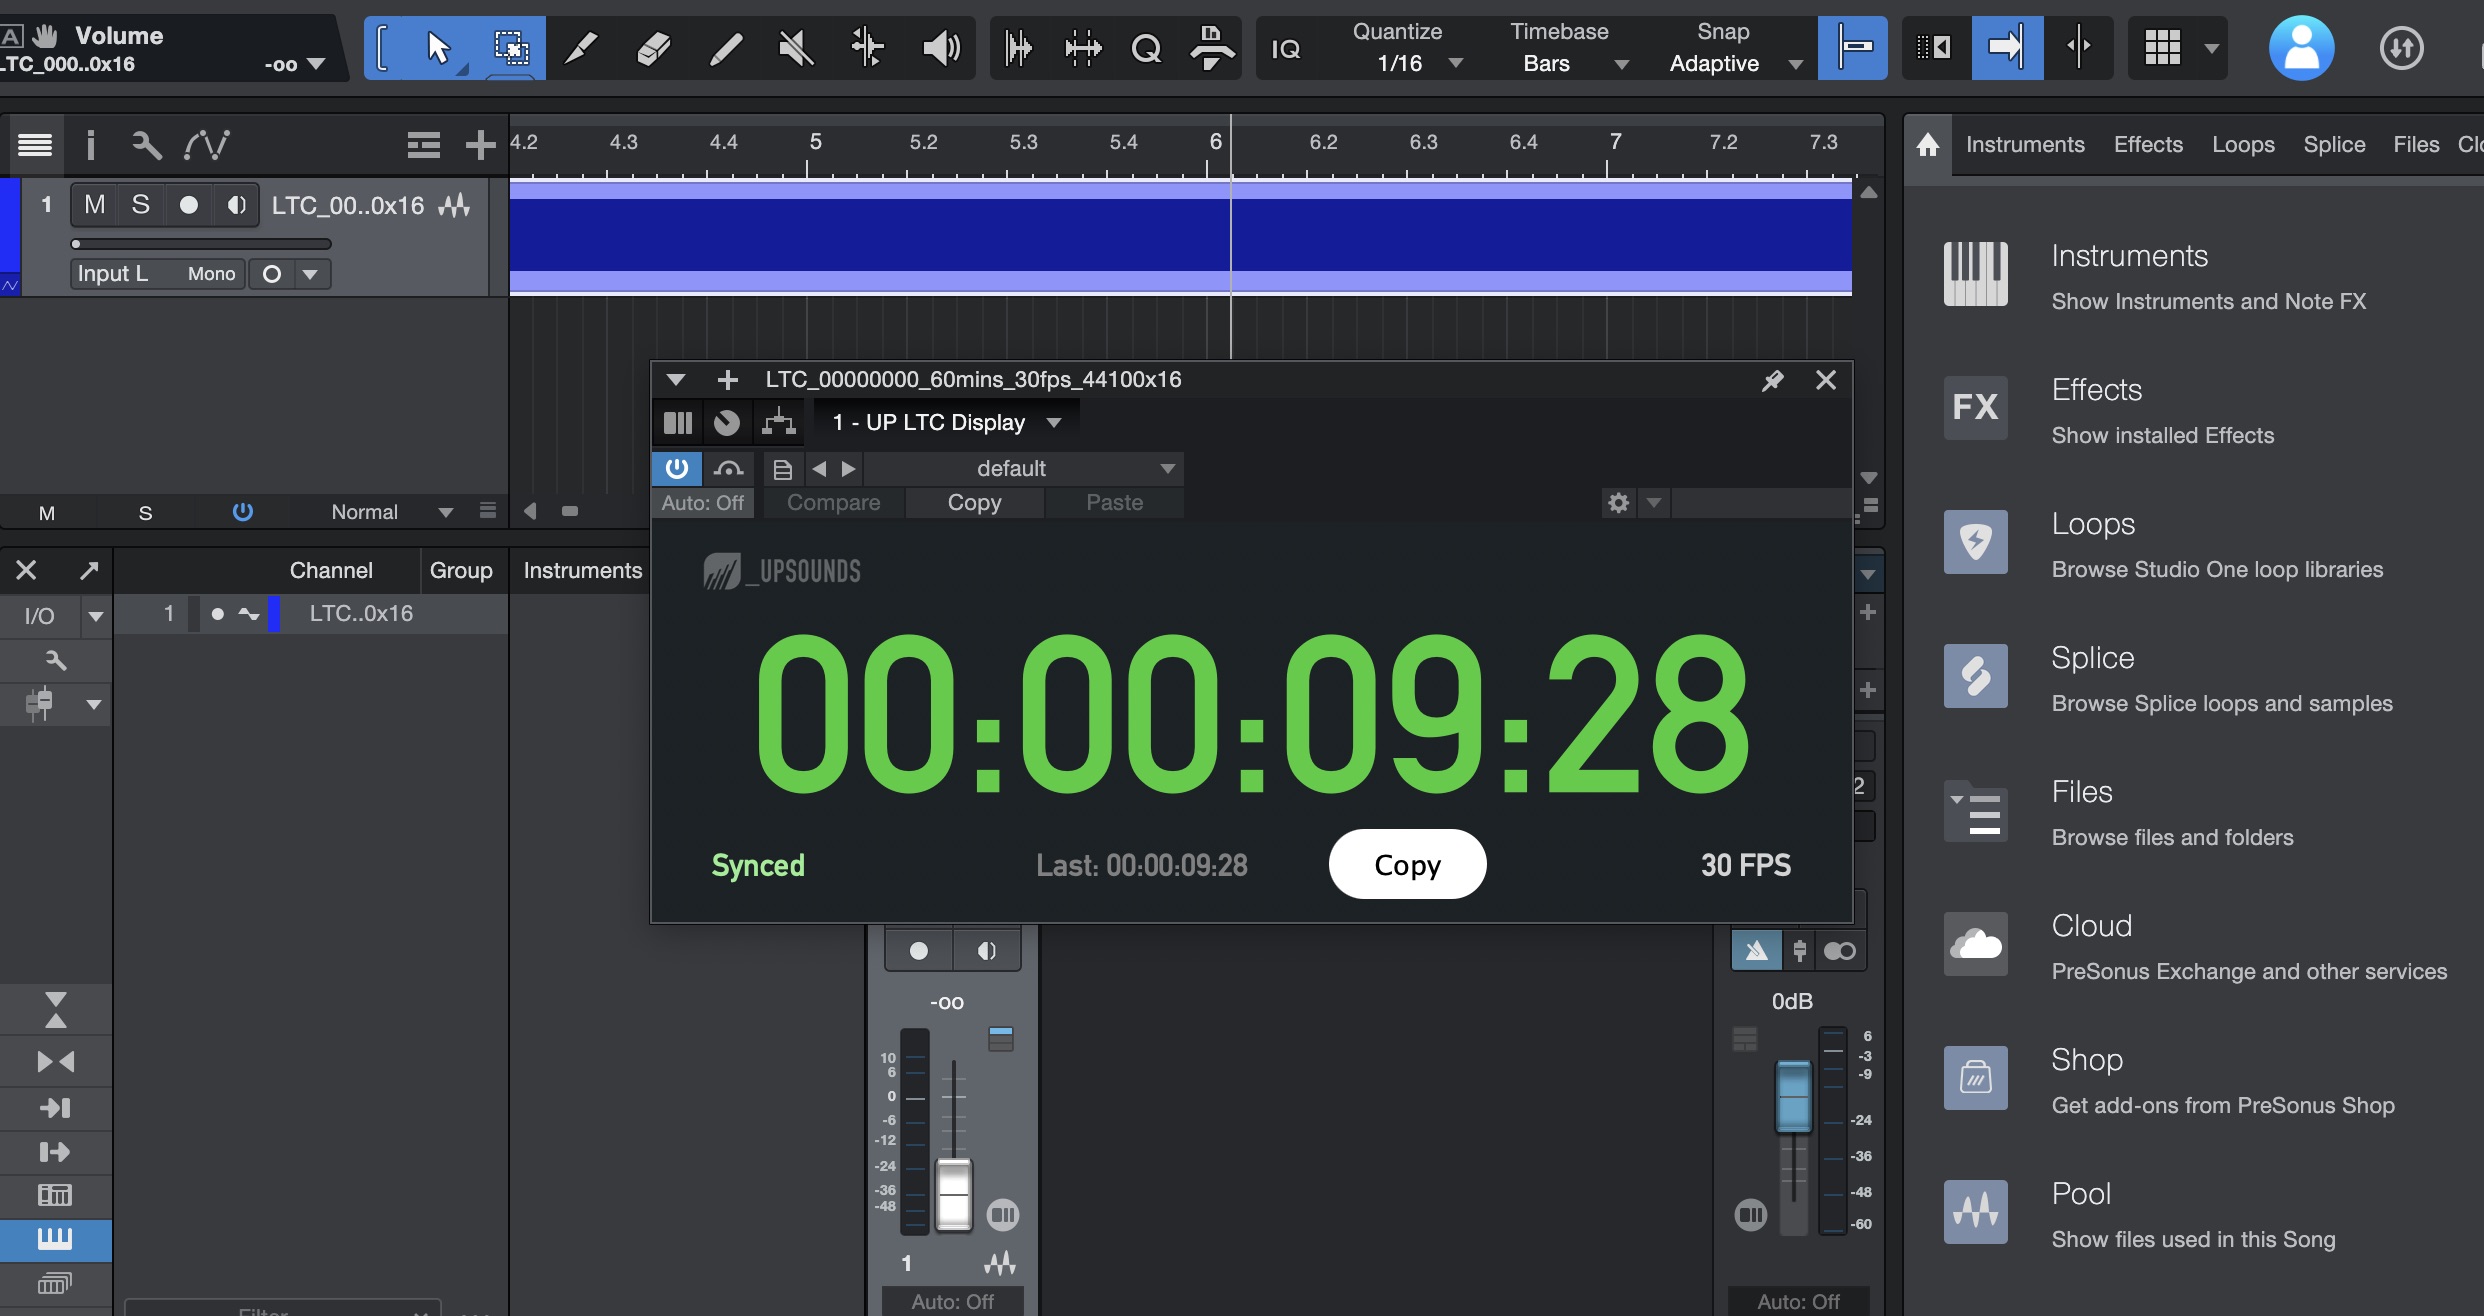 A Volume
LTC_000..0x16 -oo
IQ
Quantize
1/16
Timebase
Bars
Snap
Adaptive
4.2 4.3 4.4 5 5.2 5.3 5.4 6 6.2 6.3 6.4 7 7.2 7.3
Instruments Effects Loops Splice Files
1 M S LTC_00..0x16
Input L Mono
M S Normal
Channel Group Instruments
I/O
1 LTC..0x16
LTC_00000000_60mins_30fps_44100x16
1 - UP LTC Display
default
Auto: Off Compare Copy Paste
_UPSOUNDS
00:00:09:28
Synced Last: 00:00:09:28 Copy 30 FPS
2
-oo
10
6
0
-6
-12
-24
-36
-48
1
Auto: Off
0dB
6
-3
-9
-24
-36
-48
-60
Auto: Off
Instruments
Show Instruments and Note FX
FX
Effects
Show installed Effects
Loops
Browse Studio One loop libraries
Splice
Browse Splice loops and samples
Files
Browse files and folders
Cloud
PreSonus Exchange and other services
Shop
Get add-ons from PreSonus Shop
Pool
Show files used in this Song